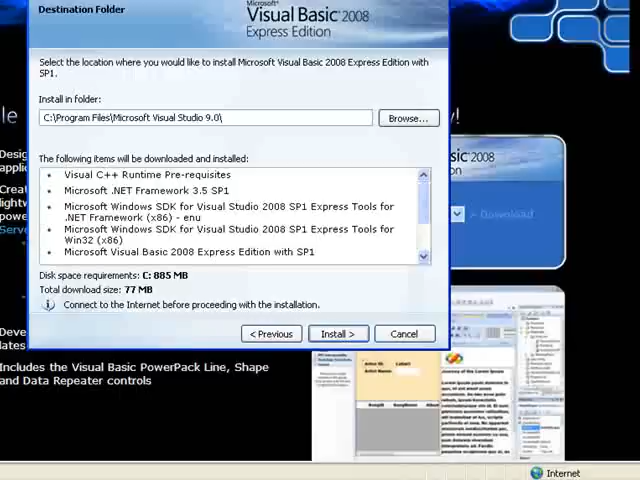 Destination Folder
Microsoft®
Visual Basic® 2008
Express Edition
Select the location where you would like to install Microsoft Visual Basic 2008 Express Edition with
SP1.
Install in folder:
C:\Program Files\Microsoft Visual Studio 9.0\
Browse...
The following items will be downloaded and installed:
Visual C++ Runtime Pre-requisites
Microsoft .NET Framework 3.5 SP1
Microsoft Windows SDK for Visual Studio 2008 SP1 Express Tools for
.NET Framework (x86) - enu
Microsoft Windows SDK for Visual Studio 2008 SP1 Express Tools for
Win32 (x86)
Microsoft Visual Basic 2008 Express Edition with SP1
Disk space requirements: C: 885 MB
Total download size: 77 MB
Connect to the Internet before proceeding with the installation.
< Previous
Install >
Cancel
sic 2008
on
» Download
Includes the Visual Basic PowerPack Line, Shape
and Data Repeater controls
Internet